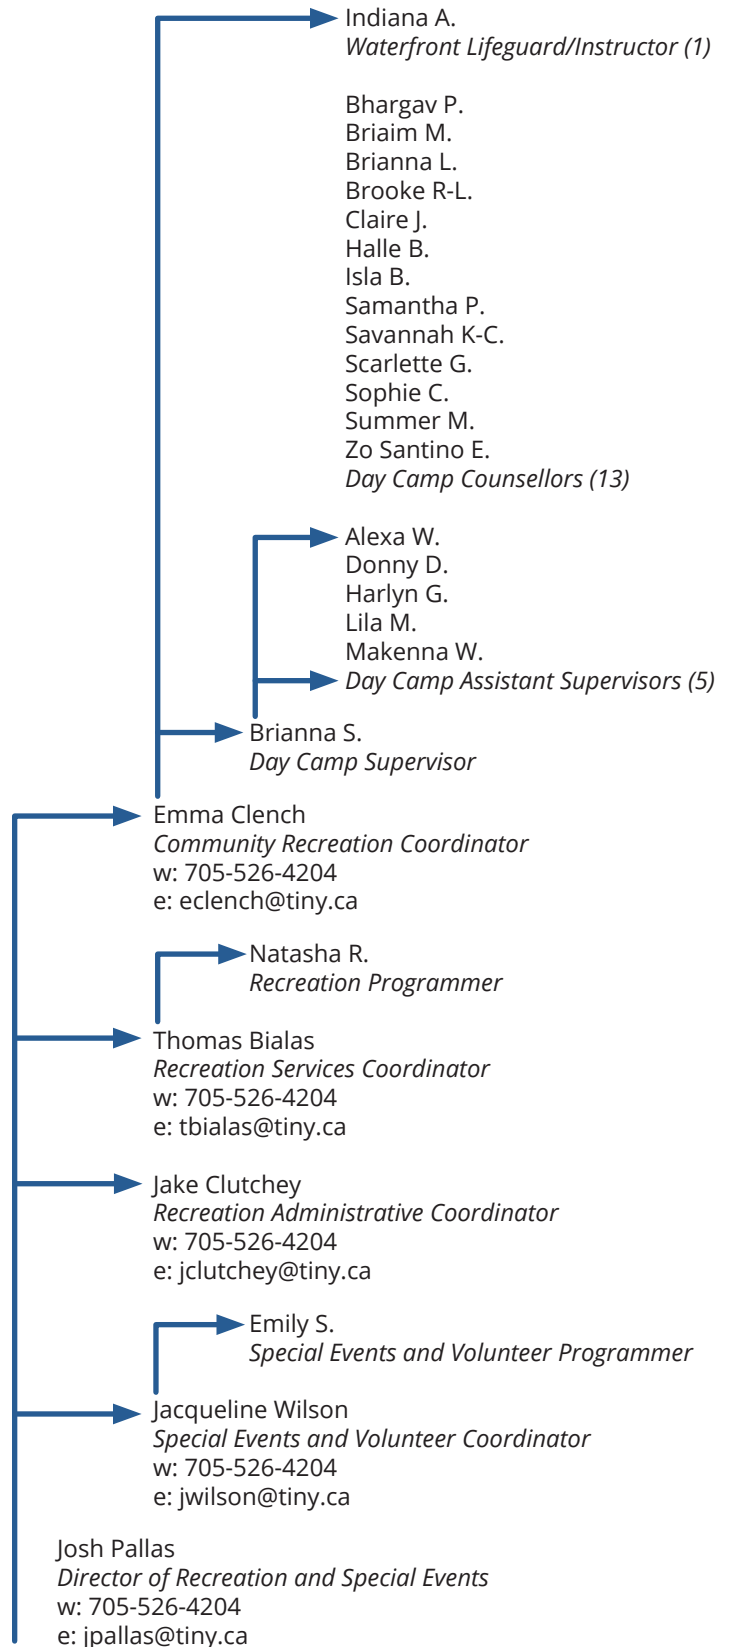 Indiana A.
Waterfront Lifeguard/Instructor (1)
Bhargav P.
Briaim M.
Brianna L.
Brooke R-L.
Claire J.
Halle B.
Isla B.
Samantha P.
Savannah K-C.
Scarlette G.
Sophie C.
Summer M.
Zo Santino E.
Day Camp Counsellors (13)
Alexa W.
Donny D.
Harlyn G.
Lila M.
Makenna W.
Day Camp Assistant Supervisors (5)
Brianna S.
Day Camp Supervisor
Emma Clench
Community Recreation Coordinator
w: 705-526-4204
e: eclench@tiny.ca
Natasha R.
Recreation Programmer
Thomas Bialas
Recreation Services Coordinator
w: 705-526-4204
e: tbialas@tiny.ca
Jake Clutchey
Recreation Administrative Coordinator
w: 705-526-4204
e: jclutchey@tiny.ca
Emily S.
Special Events and Volunteer Programmer
Jacqueline Wilson
Special Events and Volunteer Coordinator
w: 705-526-4204
e: jwilson@tiny.ca
Josh Pallas
Director of Recreation and Special Events
w: 705-526-4204
e: jpallas@tiny.ca